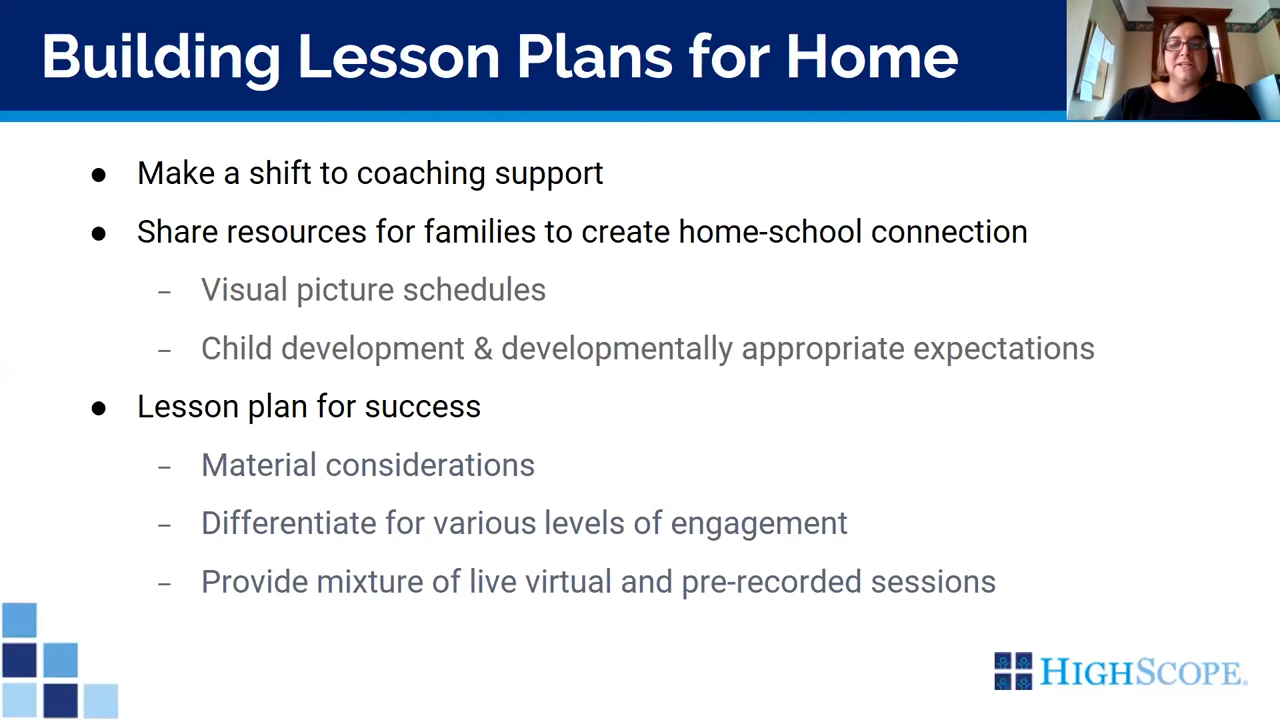 Building Lesson Plans for Home
● Make a shift to coaching support
● Share resources for families to create home-school connection
– Visual picture schedules
– Child development & developmentally appropriate expectations
● Lesson plan for success
– Material considerations
– Differentiate for various levels of engagement
– Provide mixture of live virtual and pre-recorded sessions
HIGHSCOPE®